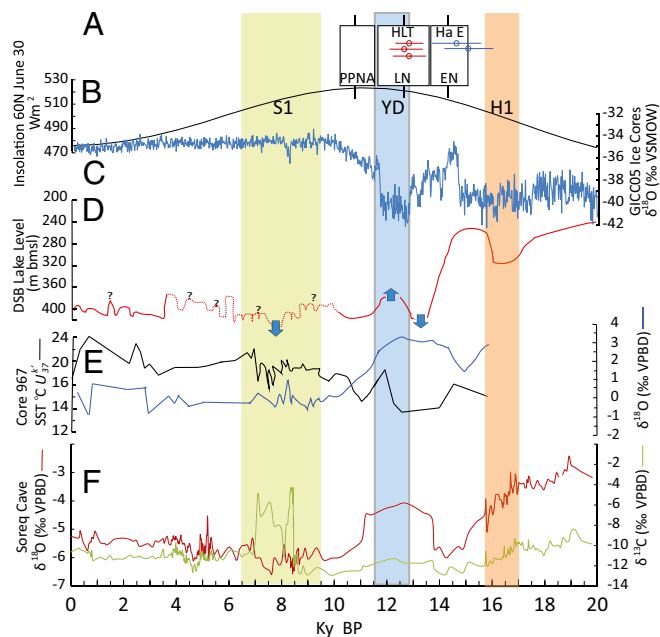 A
HLT
Ha E
PPNA
LN
EN
B
Insolation 60N June 30
Wm²
530
510
490
470
S1
YD
H1
-32
-34
-36
-38
-40
-42
GICC05 Ice Cores
δ¹⁸O (‰ VSMOW)
C
D
DSB Lake Level
(m bmsl)
200
240
280
320
360
400
?
?
?
?
?
E
Core 967
SST °C U^k'_37
24
20
16
14
12
4
3
2
1
0
δ¹⁸O (‰ VPBD)
F
Soreq Cave
δ¹⁸O (‰ VPBD)
-3
-4
-5
-6
-7
0
-2
-4
-6
-8
-10
-12
-14
δ¹³C (‰ VPBD)
0 2 4 6 8 10 12 14 16 18 20
Ky BP